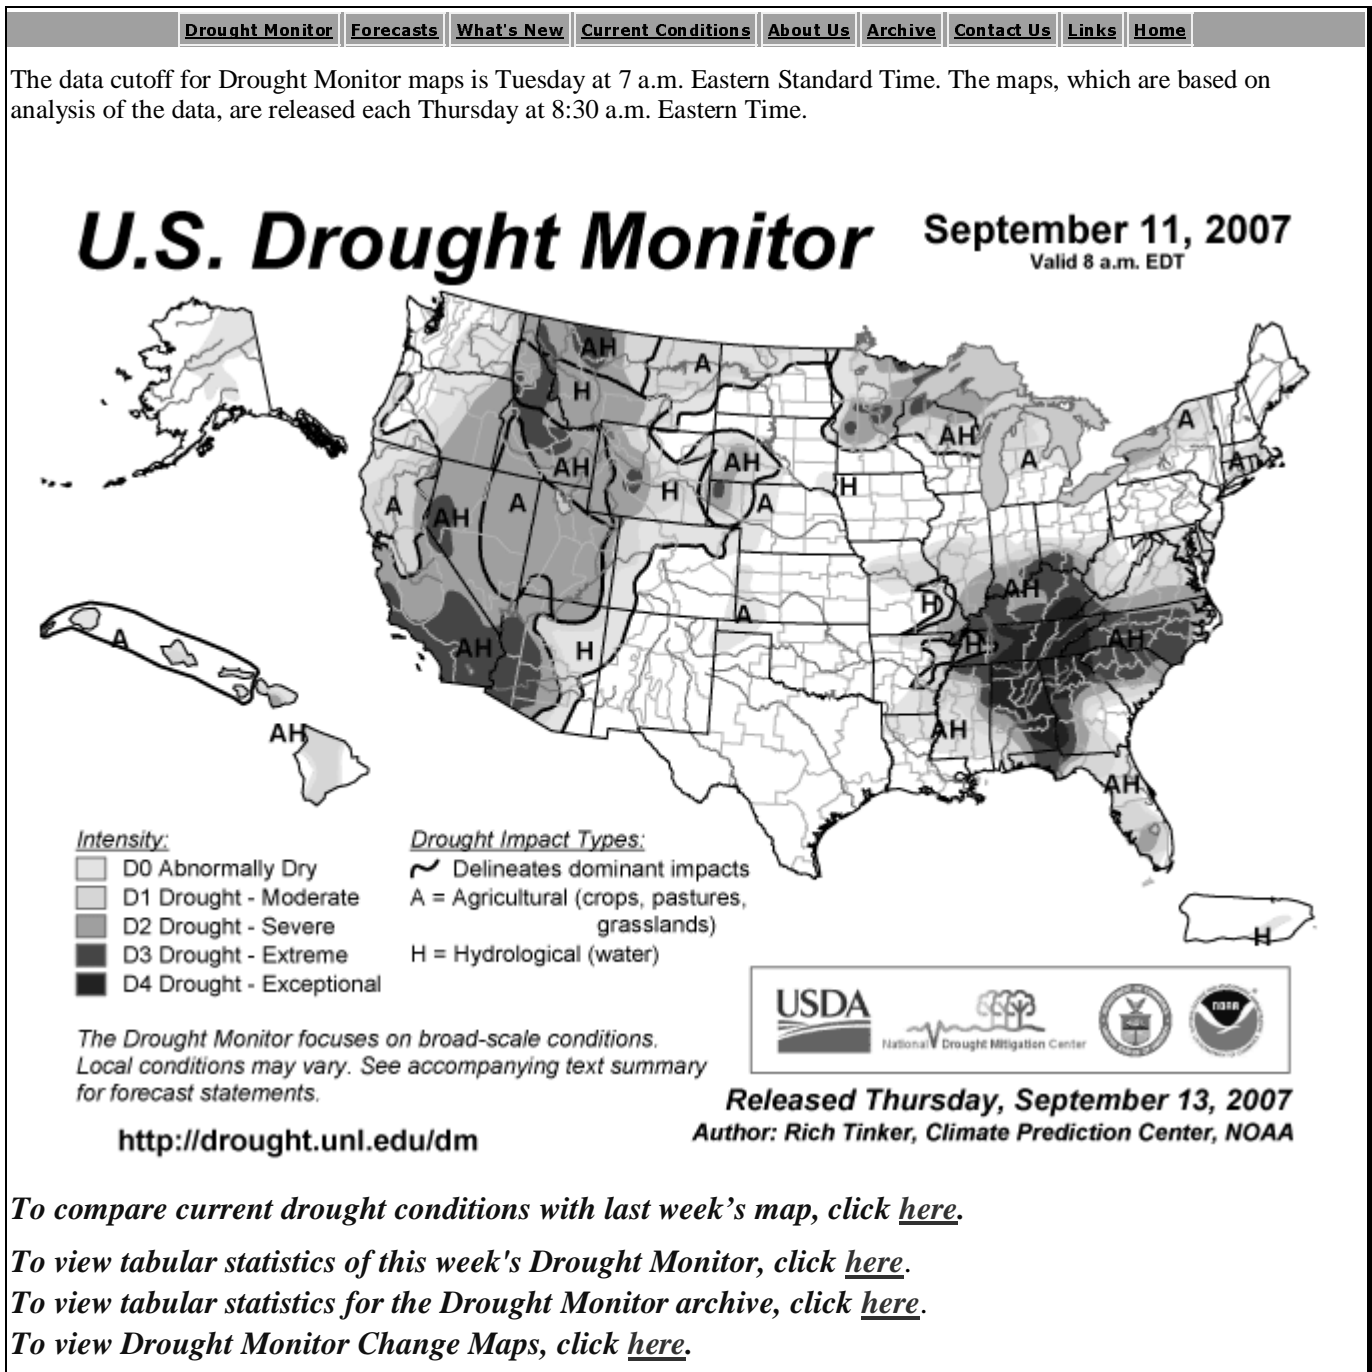 Drought Monitor Forecasts What's New Current Conditions About Us Archive Contact Us Links Home
The data cutoff for Drought Monitor maps is Tuesday at 7 a.m. Eastern Standard Time. The maps, which are based on
analysis of the data, are released each Thursday at 8:30 a.m. Eastern Time.
U.S. Drought Monitor
September 11, 2007
Valid 8 a.m. EDT
AH
A
H
A
AH
A
A
AH
AH
H
A
H
A
AH
A
AH
H
A
AH
H
AH
H
AH
A
AH
AH
AH
H
Intensity:
D0 Abnormally Dry
D1 Drought - Moderate
D2 Drought - Severe
D3 Drought - Extreme
D4 Drought - Exceptional
Drought Impact Types:
Delineates dominant impacts
A = Agricultural (crops, pastures,
grasslands)
H = Hydrological (water)
The Drought Monitor focuses on broad-scale conditions.
Local conditions may vary. See accompanying text summary
for forecast statements.
http://drought.unl.edu/dm
USDA
National Drought Mitigation Center
NOAA
Released Thursday, September 13, 2007
Author: Rich Tinker, Climate Prediction Center, NOAA
To compare current drought conditions with last week’s map, click here.
To view tabular statistics of this week's Drought Monitor, click here.
To view tabular statistics for the Drought Monitor archive, click here.
To view Drought Monitor Change Maps, click here.